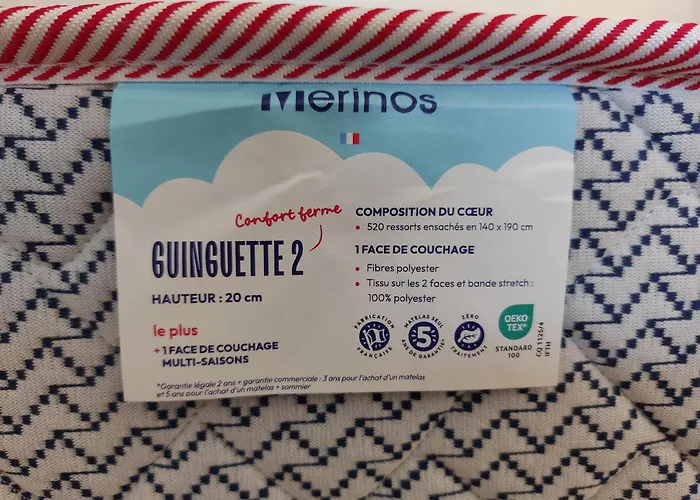 Merinos
Confort ferme
GUINGUETTE 2
HAUTEUR : 20 cm
le plus
+ 1 FACE DE COUCHAGE
MULTI-SAISONS
COMPOSITION DU CŒUR
• 520 ressorts ensachés en 140 x 190 cm
1 FACE DE COUCHAGE
• Fibres polyester
• Tissu sur les 2 faces et bande stretch :
100% polyester
FABRICATION
FRANÇAISE
MATELAS SEUL
5
ANS DE GARANTIE*
ZÉRO
TRAITEMENT
OEKO
TEX®
STANDARD
100
CQ 1125/4
IFTH
*Garantie légale 2 ans + garantie commerciale : 3 ans pour l'achat d'un matelas
et 5 ans pour l'achat d'un matelas + sommier